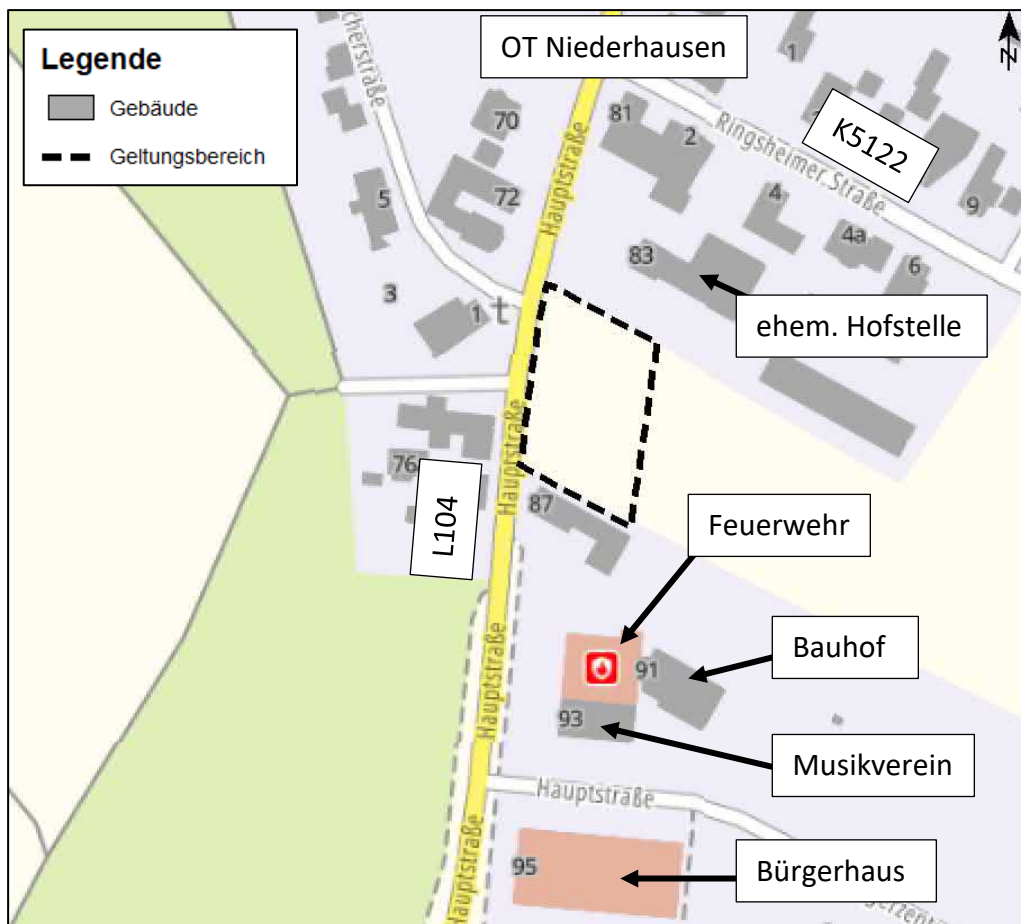 Legende
Gebäude
Geltungsbereich
OT Niederhausen
N
cherstraße
1
K5122
Ringsheimer Straße
70
81
2
72
5
Hauptstraße
4
9
4a
83
6
3
1
t
ehem. Hofstelle
Hauptstraße
76
L104
Hauptstraße
87
Feuerwehr
Hauptstraße
91
Bauhof
93
Musikverein
Hauptstraße
Hauptstraße
95
Bürgerhaus